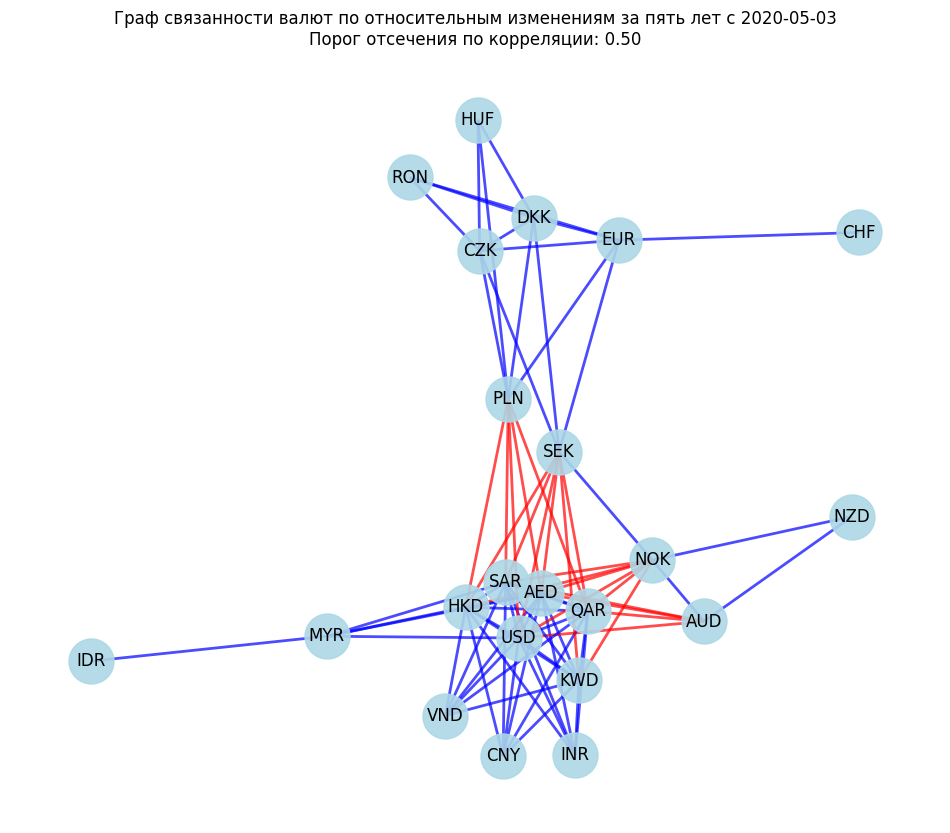 Граф связанности валют по относительным изменениям за пять лет с 2020-05-03
Порог отсечения по корреляции: 0.50
HUF
RON
DKK
CHF
EUR
CZK
PLN
SEK
NZD
NOK
SAR
AED
HKD
QAR
AUD
MYR
USD
IDR
KWD
VND
CNY
INR